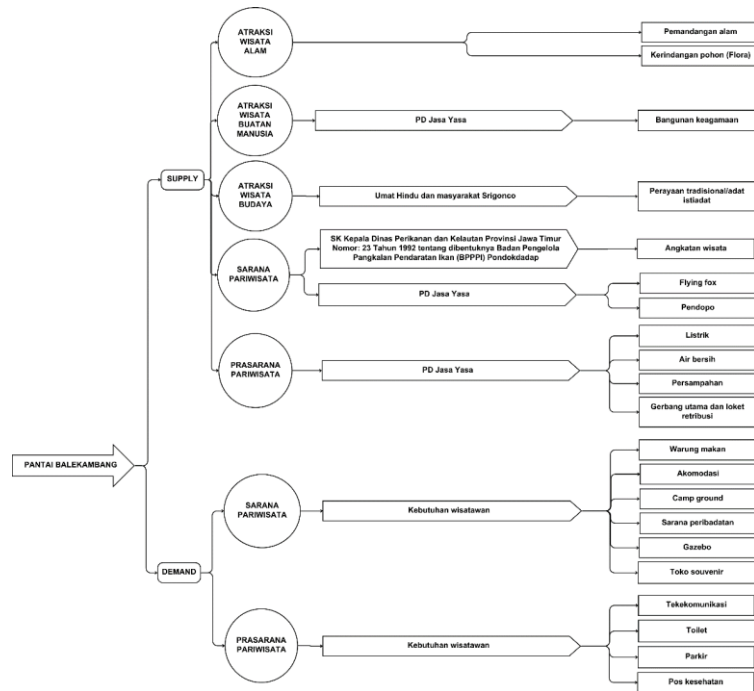 ATRAKSI
WISATA
ALAM
Pemandangan alam
Kerindangan pohon (Flora)
ATRAKSI
WISATA
BUATAN
MANUSIA
PD Jasa Yasa
Bangunan keagamaan
SUPPLY
ATRAKSI
WISATA
BUDAYA
Umat Hindu dan masyarakat Srigonco
Perayaan tradisional/adat
istiadat
SARANA
PARIWISATA
SK Kepala Dinas Perikanan dan Kelautan Provinsi Jawa Timur
Nomor: 23 Tahun 1992 tentang dibentuknya Badan Pengelola
Pangkalan Pendaratan Ikan (BPPPI) Pondokdadap
Angkatan wisata
PD Jasa Yasa
Flying fox
Pendopo
PRASARANA
PARIWISATA
PD Jasa Yasa
Listrik
Air bersih
Persampahan
Gerbang utama dan loket
retribusi
PANTAI BALEKAMBANG
DEMAND
SARANA
PARIWISATA
Kebutuhan wisatawan
Warung makan
Akomodasi
Camp ground
Sarana peribadatan
Gazebo
Toko souvenir
PRASARANA
PARIWISATA
Kebutuhan wisatawan
Tekekomunikasi
Toilet
Parkir
Pos kesehatan